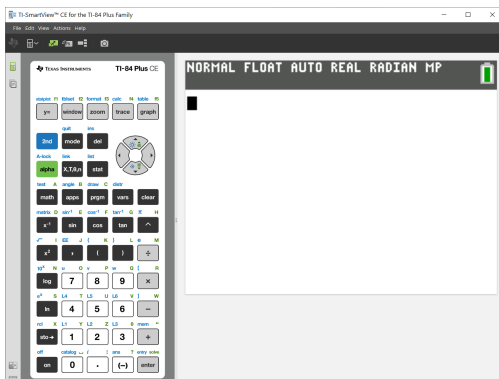 TI-SmartView™ CE for the TI-84 Plus Family
File Edit View Actions Help
TEXAS INSTRUMENTS TI-84 Plus CE
NORMAL FLOAT AUTO REAL RADIAN MP
statplot f1 tblset f2 format f3 calc f4 table f5
y= window zoom trace graph
quit ins
2nd mode del
A-lock link list
alpha X,T,θ,n stat
test A angle B draw C distr
math apps prgm vars clear
matrix D sin⁻¹ E cos⁻¹ F tan⁻¹ G π H
x⁻¹ sin cos tan ^
√ I EE J { K } L e M
x² , ( ) ÷
10ˣ N u O v P w Q [ R
log 7 8 9 ×
eˣ S L4 T L5 U L6 V ] W
ln 4 5 6 −
rcl X L1 Y L2 Z L3 θ mem "
sto→ 1 2 3 +
off catalog i : ans ? entry solve
on 0 . (−) enter